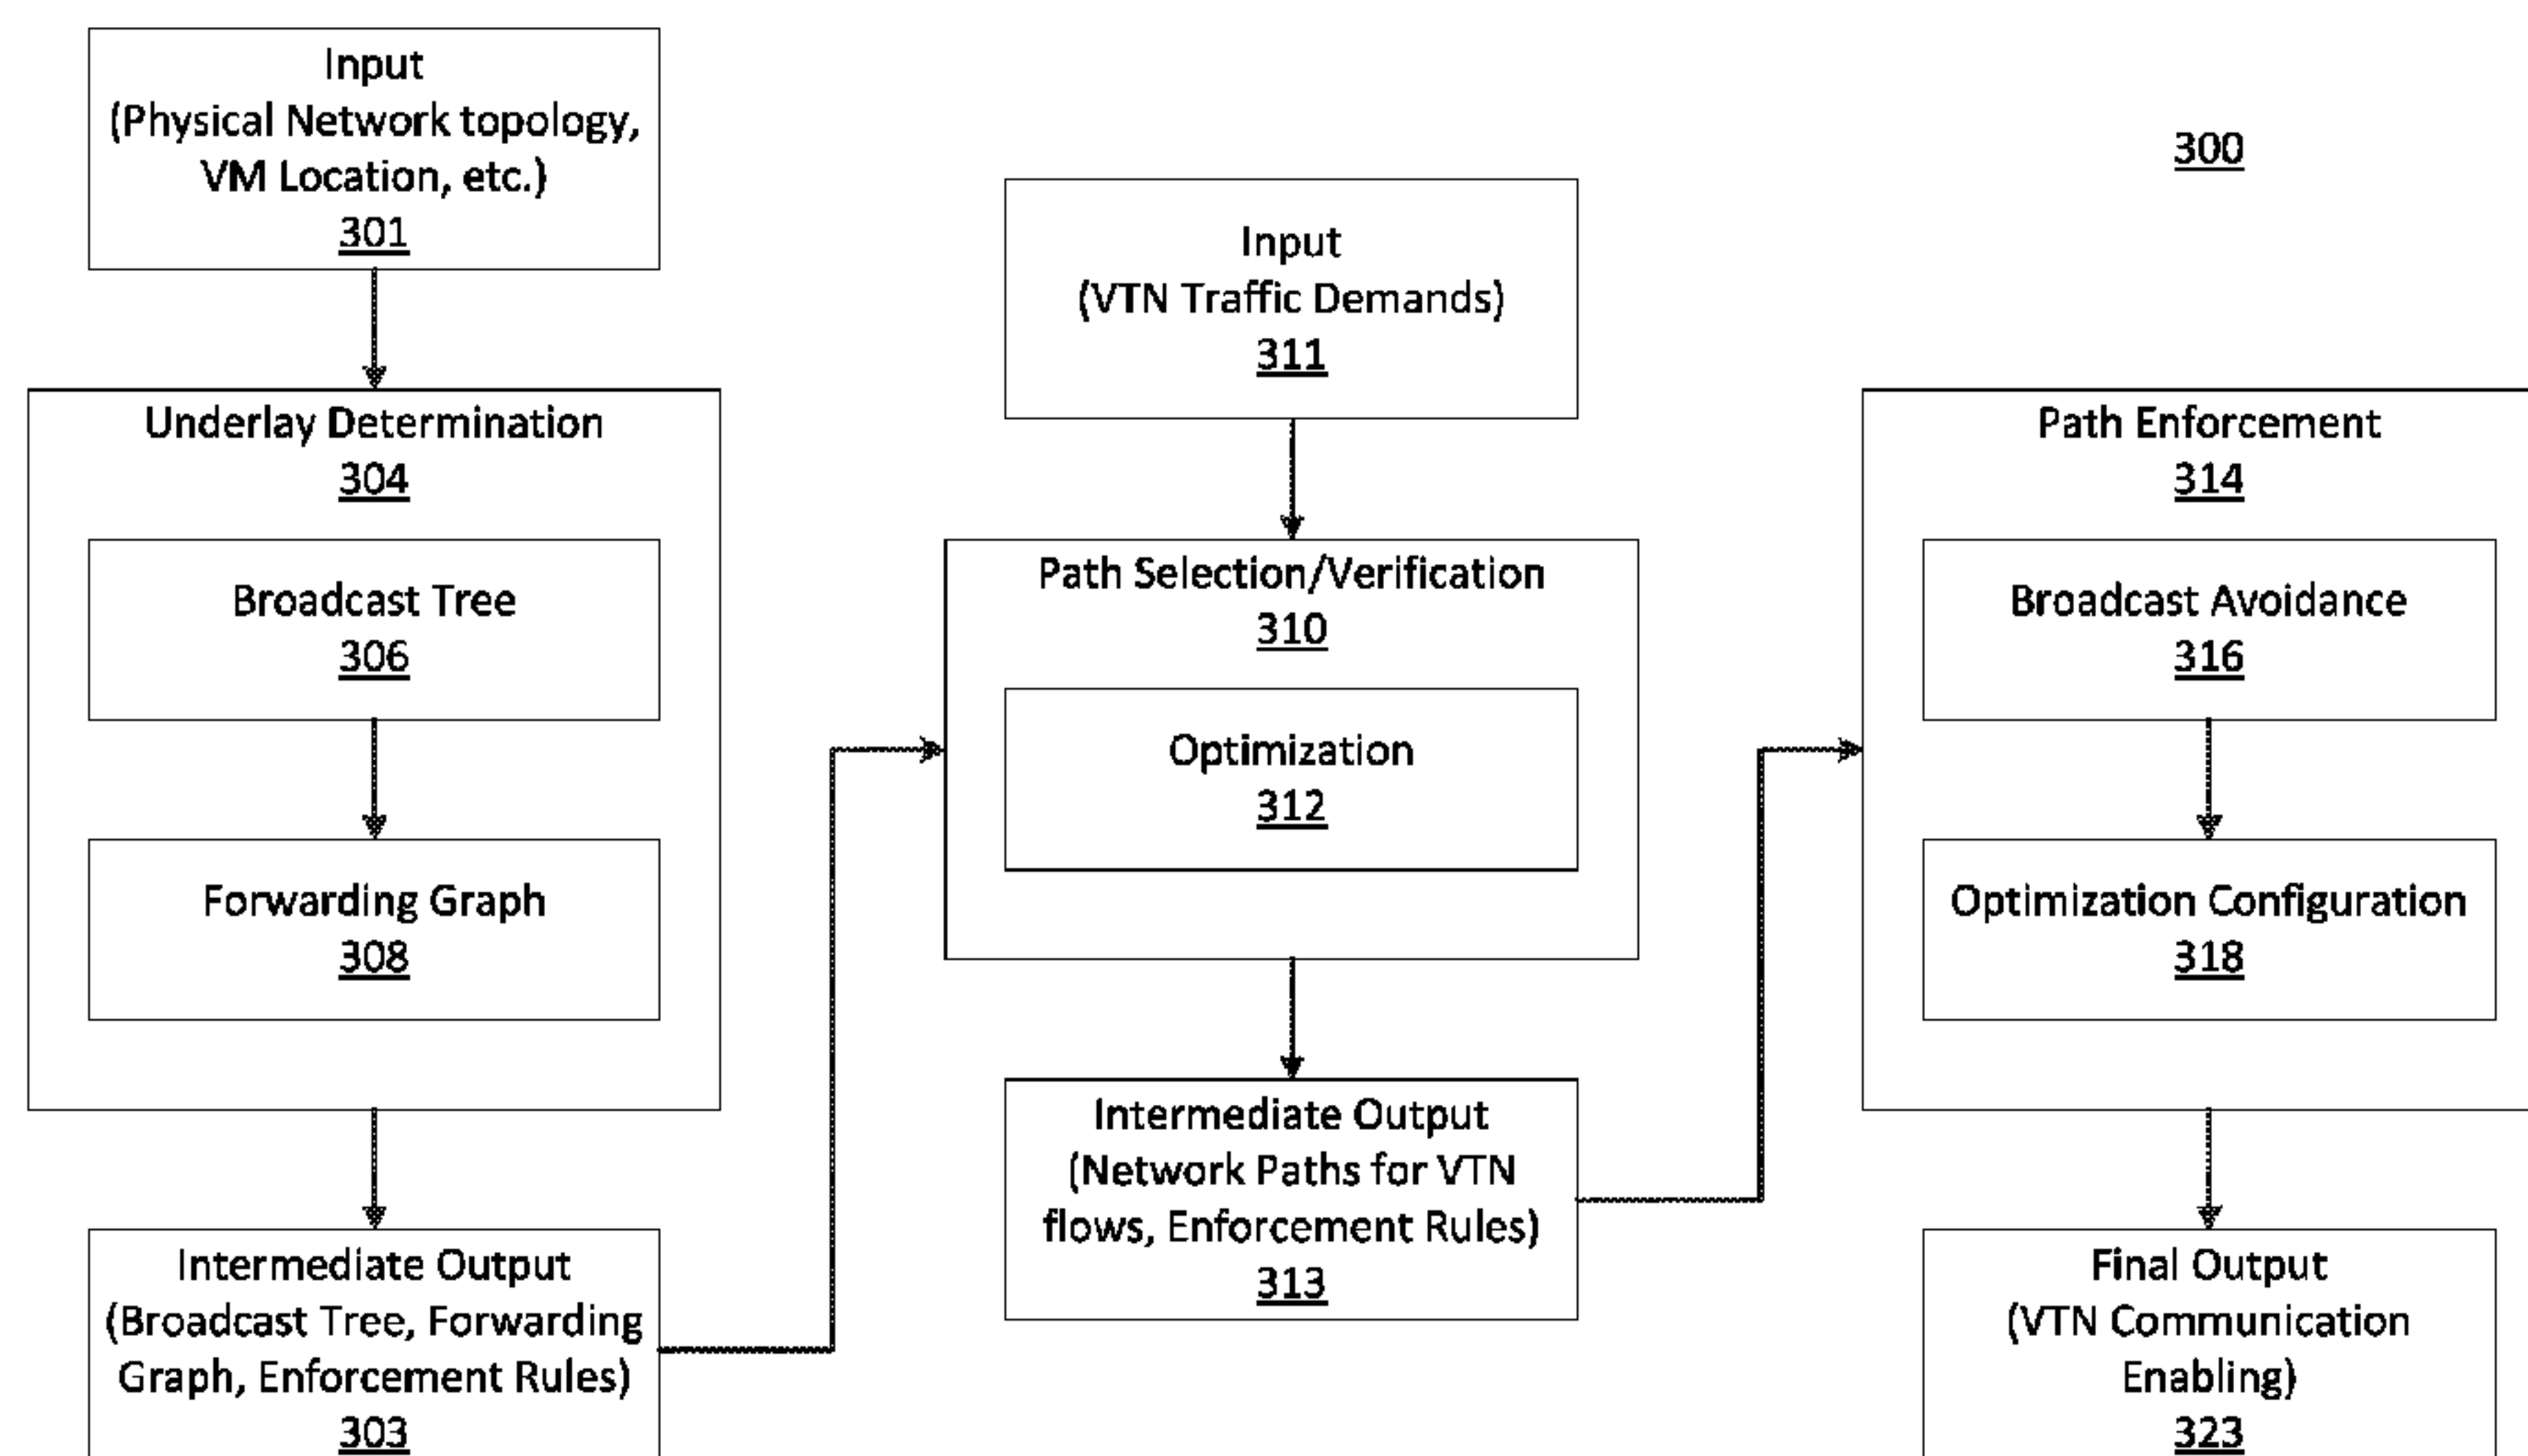 Input
(Physical Network topology,
VM Location, etc.)
301
Underlay Determination
304
Broadcast Tree
306
Forwarding Graph
308
Intermediate Output
(Broadcast Tree, Forwarding
Graph, Enforcement Rules)
303
Input
(VTN Traffic Demands)
311
Path Selection/Verification
310
Optimization
312
Intermediate Output
(Network Paths for VTN
flows, Enforcement Rules)
313
300
Path Enforcement
314
Broadcast Avoidance
316
Optimization Configuration
318
Final Output
(VTN Communication
Enabling)
323